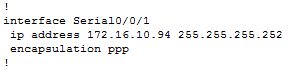 !
interface Serial0/0/1
 ip address 172.16.10.94 255.255.255.252
 encapsulation ppp
!